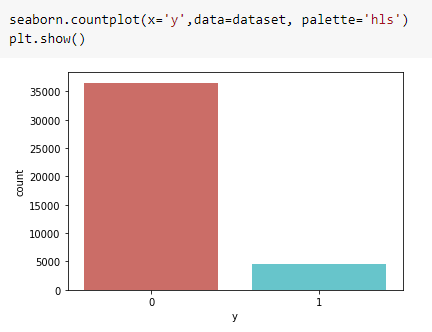 seaborn.countplot(x='y',data=dataset, palette='hls')
plt.show()
35000
30000
25000
20000
15000
10000
5000
0
count
0 1
y